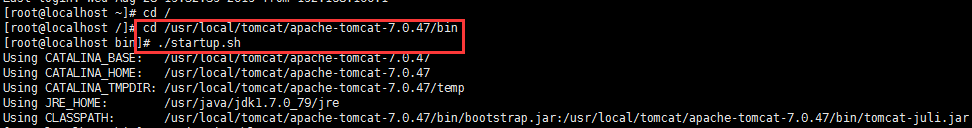 [root@localhost ~]# cd /
[root@localhost /]# cd /usr/local/tomcat/apache-tomcat-7.0.47/bin
[root@localhost bin]# ./startup.sh
Using CATALINA_BASE: /usr/local/tomcat/apache-tomcat-7.0.47
Using CATALINA_HOME: /usr/local/tomcat/apache-tomcat-7.0.47
Using CATALINA_TMPDIR: /usr/local/tomcat/apache-tomcat-7.0.47/temp
Using JRE_HOME: /usr/java/jdk1.7.0_79/jre
Using CLASSPATH: /usr/local/tomcat/apache-tomcat-7.0.47/bin/bootstrap.jar:/usr/local/tomcat/apache-tomcat-7.0.47/bin/tomcat-juli.jar